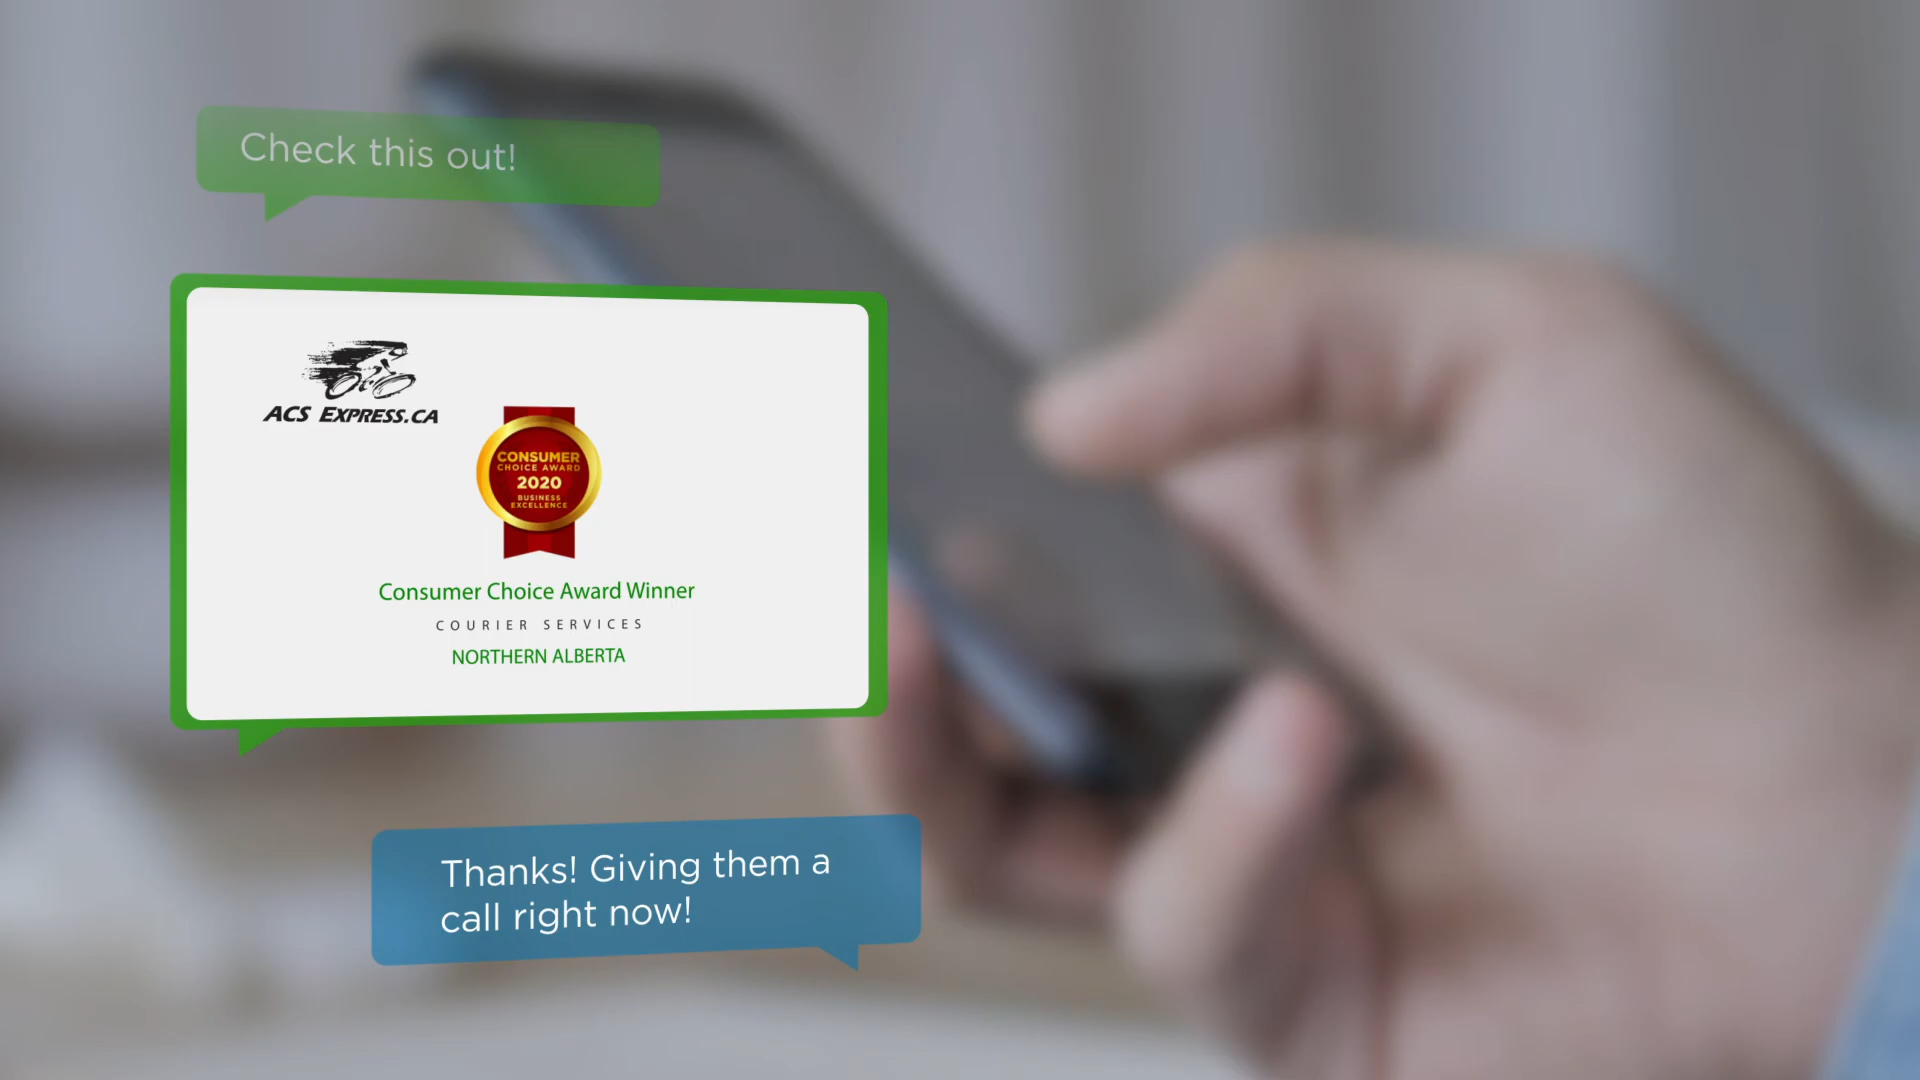 Check this out!
ACS EXPRESS.CA
CONSUMER
CHOICE AWARD
2020
BUSINESS
EXCELLENCE
Consumer Choice Award Winner
COURIER SERVICES
NORTHERN ALBERTA
Thanks! Giving them a
call right now!